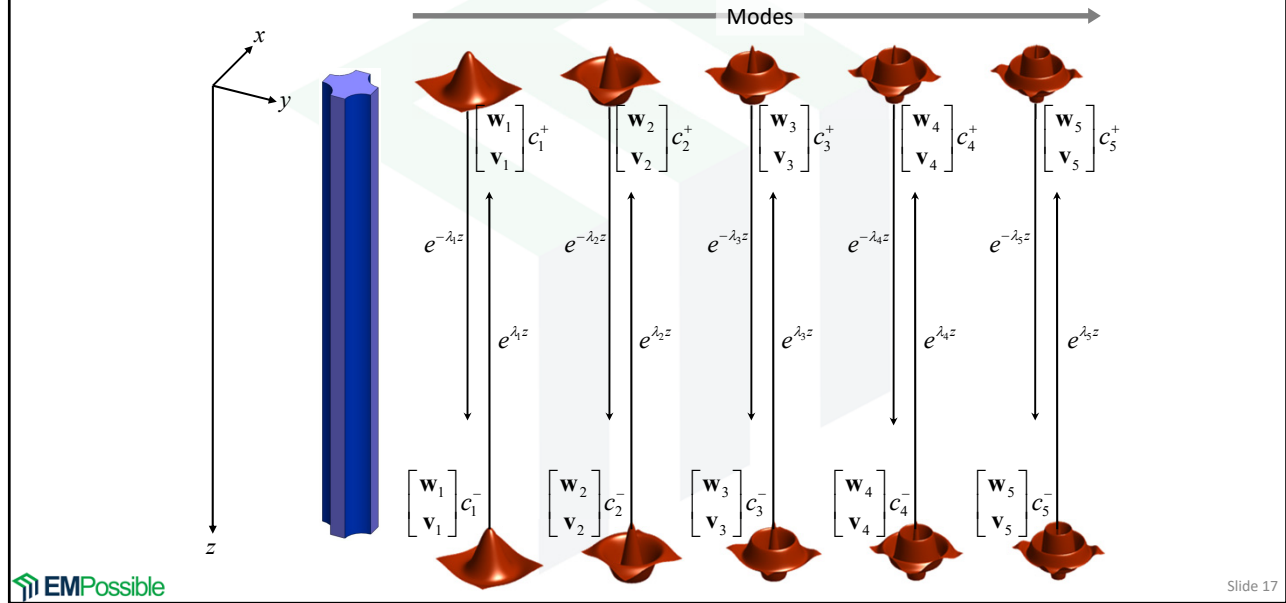 Modes
x
y
z
[w₁ v₁] c₁⁺
[w₂ v₂] c₂⁺
[w₃ v₃] c₃⁺
[w₄ v₄] c₄⁺
[w₅ v₅] c₅⁺
e^{-λ₁z}
e^{-λ₂z}
e^{-λ₃z}
e^{-λ₄z}
e^{-λ₅z}
e^{λ₁z}
e^{λ₂z}
e^{λ₃z}
e^{λ₄z}
e^{λ₅z}
[w₁ v₁] c₁⁻
[w₂ v₂] c₂⁻
[w₃ v₃] c₃⁻
[w₄ v₄] c₄⁻
[w₅ v₅] c₅⁻
EMPossible
Slide 17